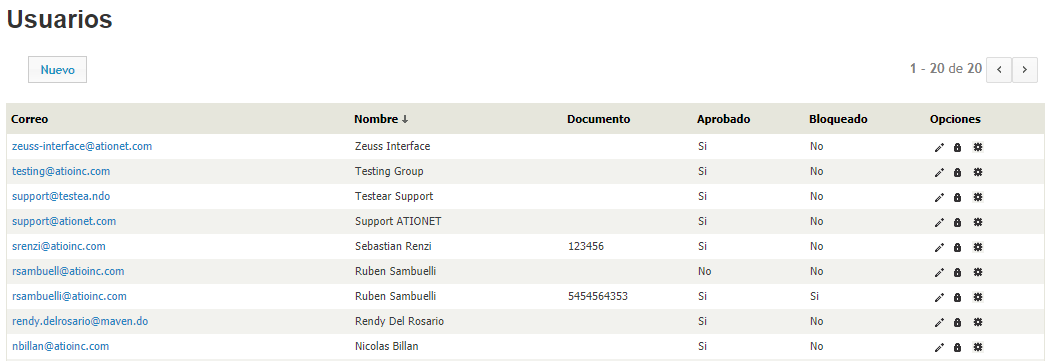 Usuarios
Nuevo
1 - 20 de 20
Correo Nombre ↓ Documento Aprobado Bloqueado Opciones
zeuss-interface@ationet.com Zeuss Interface Si No
testing@atioinc.com Testing Group Si No
support@testea.ndo Testear Support Si No
support@ationet.com Support ATIONET Si No
srenzi@atioinc.com Sebastian Renzi 123456 Si No
rsambuell@atioinc.com Ruben Sambuelli No No
rsambuelli@atioinc.com Ruben Sambuelli 5454564353 Si Si
rendy.delrosario@maven.do Rendy Del Rosario Si No
nbillan@atioinc.com Nicolas Billan Si No